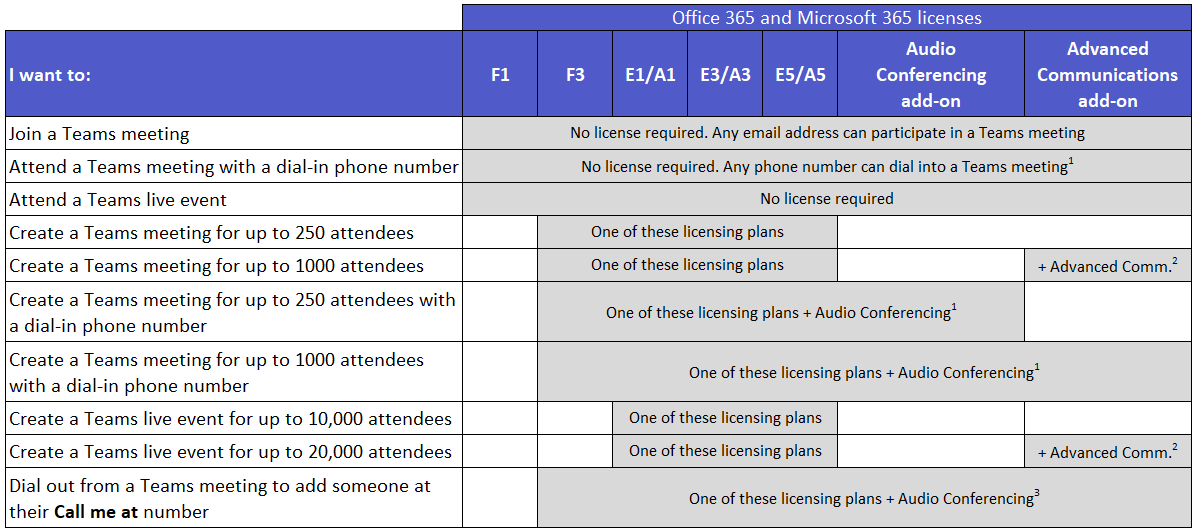 Office 365 and Microsoft 365 licenses
I want to:
F1
F3
E1/A1
E3/A3
E5/A5
Audio
Conferencing
add-on
Advanced
Communications
add-on
Join a Teams meeting
No license required. Any email address can participate in a Teams meeting
Attend a Teams meeting with a dial-in phone number
No license required. Any phone number can dial into a Teams meeting1
Attend a Teams live event
No license required
Create a Teams meeting for up to 250 attendees
One of these licensing plans
Create a Teams meeting for up to 1000 attendees
One of these licensing plans
+ Advanced Comm.2
Create a Teams meeting for up to 250 attendees with
a dial-in phone number
One of these licensing plans + Audio Conferencing1
Create a Teams meeting for up to 1000 attendees
with a dial-in phone number
One of these licensing plans + Audio Conferencing1
Create a Teams live event for up to 10,000 attendees
One of these licensing plans
Create a Teams live event for up to 20,000 attendees
One of these licensing plans
+ Advanced Comm.2
Dial out from a Teams meeting to add someone at
their Call me at number
One of these licensing plans + Audio Conferencing3